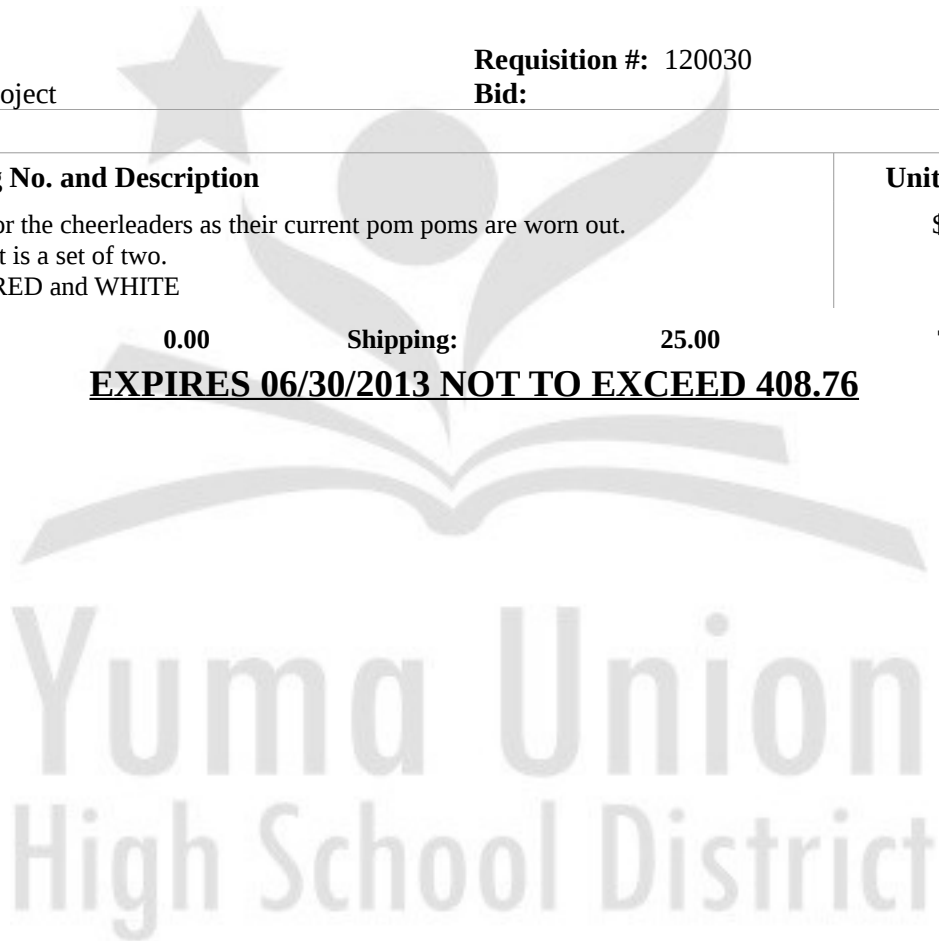 Requisition #: 120030
oject
Bid:
No. and Description
Unit
or the cheerleaders as their current pom poms are worn out.
$
t is a set of two.
RED and WHITE
0.00 Shipping: 25.00
EXPIRES 06/30/2013 NOT TO EXCEED 408.76
Yuma Union
High School District